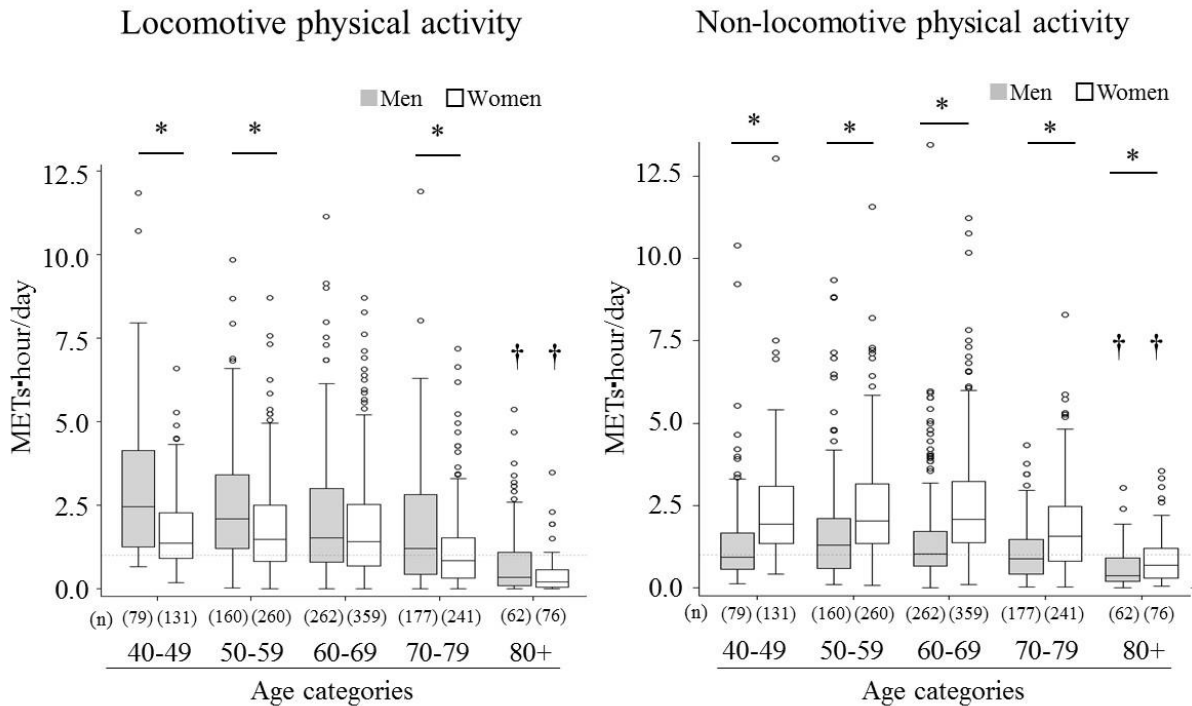 Locomotive physical activity
Men Women
* * *
METs▪hour/day
12.5
10.0
7.5
5.0
2.5
0.0
† †
(n) (79) (131) (160) (260) (262) (359) (177) (241) (62) (76)
40-49 50-59 60-69 70-79 80+
Age categories
Non-locomotive physical activity
Men Women
* * * * *
METs▪hour/day
12.5
10.0
7.5
5.0
2.5
0.0
† †
(n) (79) (131) (160) (260) (262) (359) (177) (241) (62) (76)
40-49 50-59 60-69 70-79 80+
Age categories